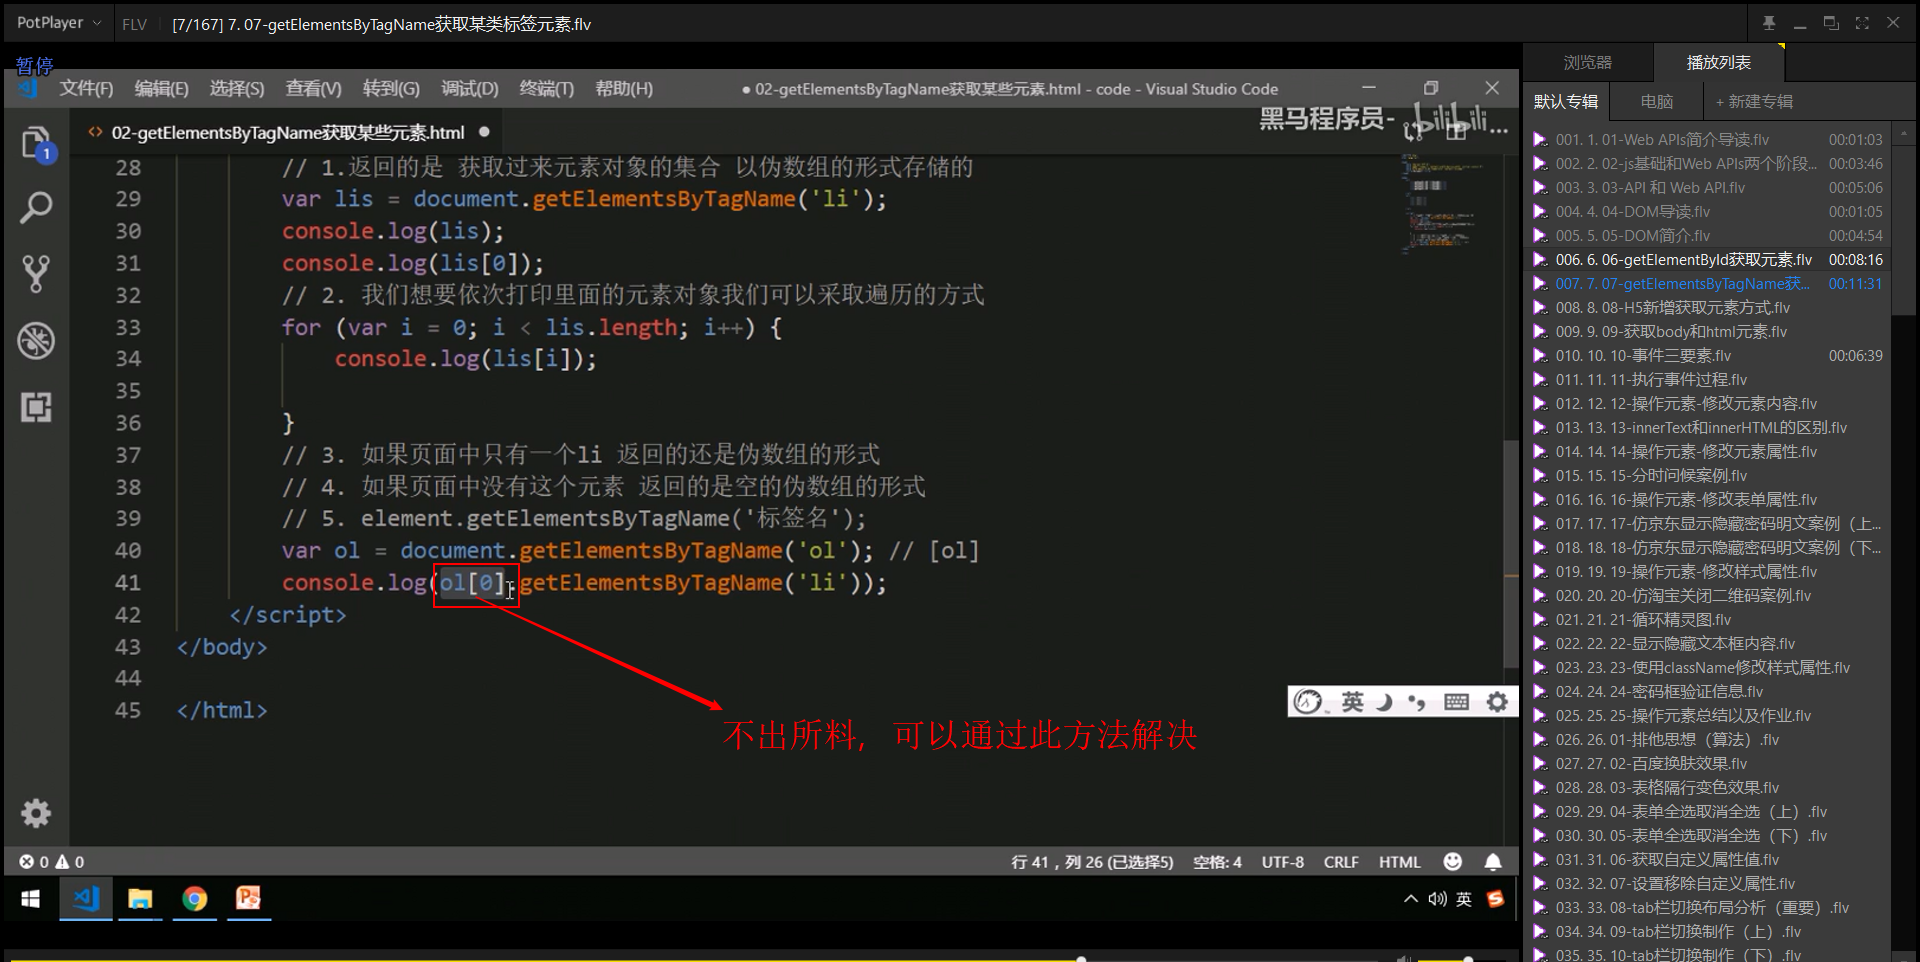 PotPlayer FLV [7/167] 7. 07-getElementsByTagName获取某类标签元素.flv
暂停
文件(F) 编辑(E) 选择(S) 查看(V) 转到(G) 调试(D) 终端(T) 帮助(H) ● 02-getElementsByTagName获取某些元素.html - code - Visual Studio Code
黑马程序员- bilibili
02-getElementsByTagName获取某些元素.html ●
1
28 // 1.返回的是 获取过来元素对象的集合 以伪数组的形式存储的
29 var lis = document.getElementsByTagName('li');
30 console.log(lis);
31 console.log(lis[0]);
32 // 2. 我们想要依次打印里面的元素对象我们可以采取遍历的方式
33 for (var i = 0; i < lis.length; i++) {
34 console.log(lis[i]);
35
36 }
37 // 3. 如果页面中只有一个li 返回的还是伪数组的形式
38 // 4. 如果页面中没有这个元素 返回的是空的伪数组的形式
39 // 5. element.getElementsByTagName('标签名');
40 var ol = document.getElementsByTagName('ol'); // [ol]
41 console.log(ol[0].getElementsByTagName('li'));
42 </script>
43 </body>
44
45 </html>
不出所料，可以通过此方法解决
英
0 0 行 41，列 26 (已选择5) 空格: 4 UTF-8 CRLF HTML
英
浏览器 播放列表
默认专辑 电脑 + 新建专辑
001. 1. 01-Web APIs简介导读.flv 00:01:03
002. 2. 02-js基础和Web APIs两个阶段... 00:03:46
003. 3. 03-API 和 Web API.flv 00:05:06
004. 4. 04-DOM导读.flv 00:01:05
005. 5. 05-DOM简介.flv 00:04:54
006. 6. 06-getElementById获取元素.flv 00:08:16
007. 7. 07-getElementsByTagName获... 00:11:31
008. 8. 08-H5新增获取元素方式.flv
009. 9. 09-获取body和html元素.flv
010. 10. 10-事件三要素.flv 00:06:39
011. 11. 11-执行事件过程.flv
012. 12. 12-操作元素-修改元素内容.flv
013. 13. 13-innerText和innerHTML的区别.flv
014. 14. 14-操作元素-修改元素属性.flv
015. 15. 15-分时问候案例.flv
016. 16. 16-操作元素-修改表单属性.flv
017. 17. 17-仿京东显示隐藏密码明文案例（上...
018. 18. 18-仿京东显示隐藏密码明文案例（下...
019. 19. 19-操作元素-修改样式属性.flv
020. 20. 20-仿淘宝关闭二维码案例.flv
021. 21. 21-循环精灵图.flv
022. 22. 22-显示隐藏文本框内容.flv
023. 23. 23-使用className修改样式属性.flv
024. 24. 24-密码框验证信息.flv
025. 25. 25-操作元素总结以及作业.flv
026. 26. 01-排他思想（算法）.flv
027. 27. 02-百度换肤效果.flv
028. 28. 03-表格隔行变色效果.flv
029. 29. 04-表单全选取消全选（上）.flv
030. 30. 05-表单全选取消全选（下）.flv
031. 31. 06-获取自定义属性值.flv
032. 32. 07-设置移除自定义属性.flv
033. 33. 08-tab栏切换布局分析（重要）.flv
034. 34. 09-tab栏切换制作（上）.flv
035. 35. 10-tab栏切换制作（下）.flv